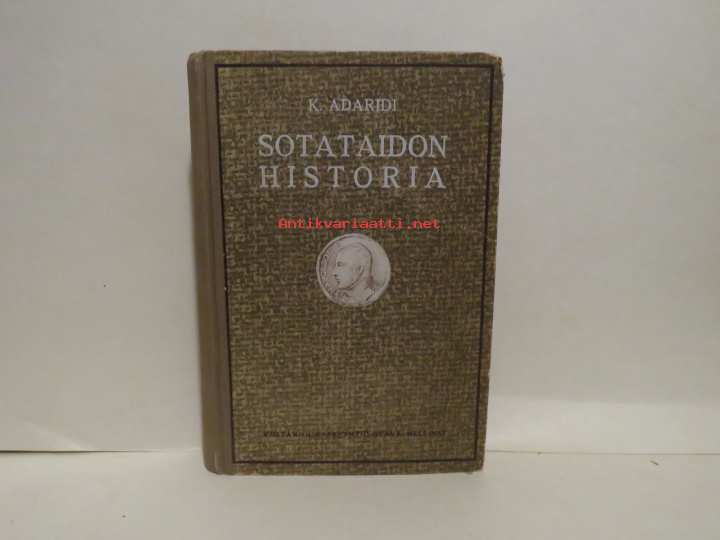 K. ADARIDI
SOTATAIDON
HISTORIA
Antikvariaatti.net